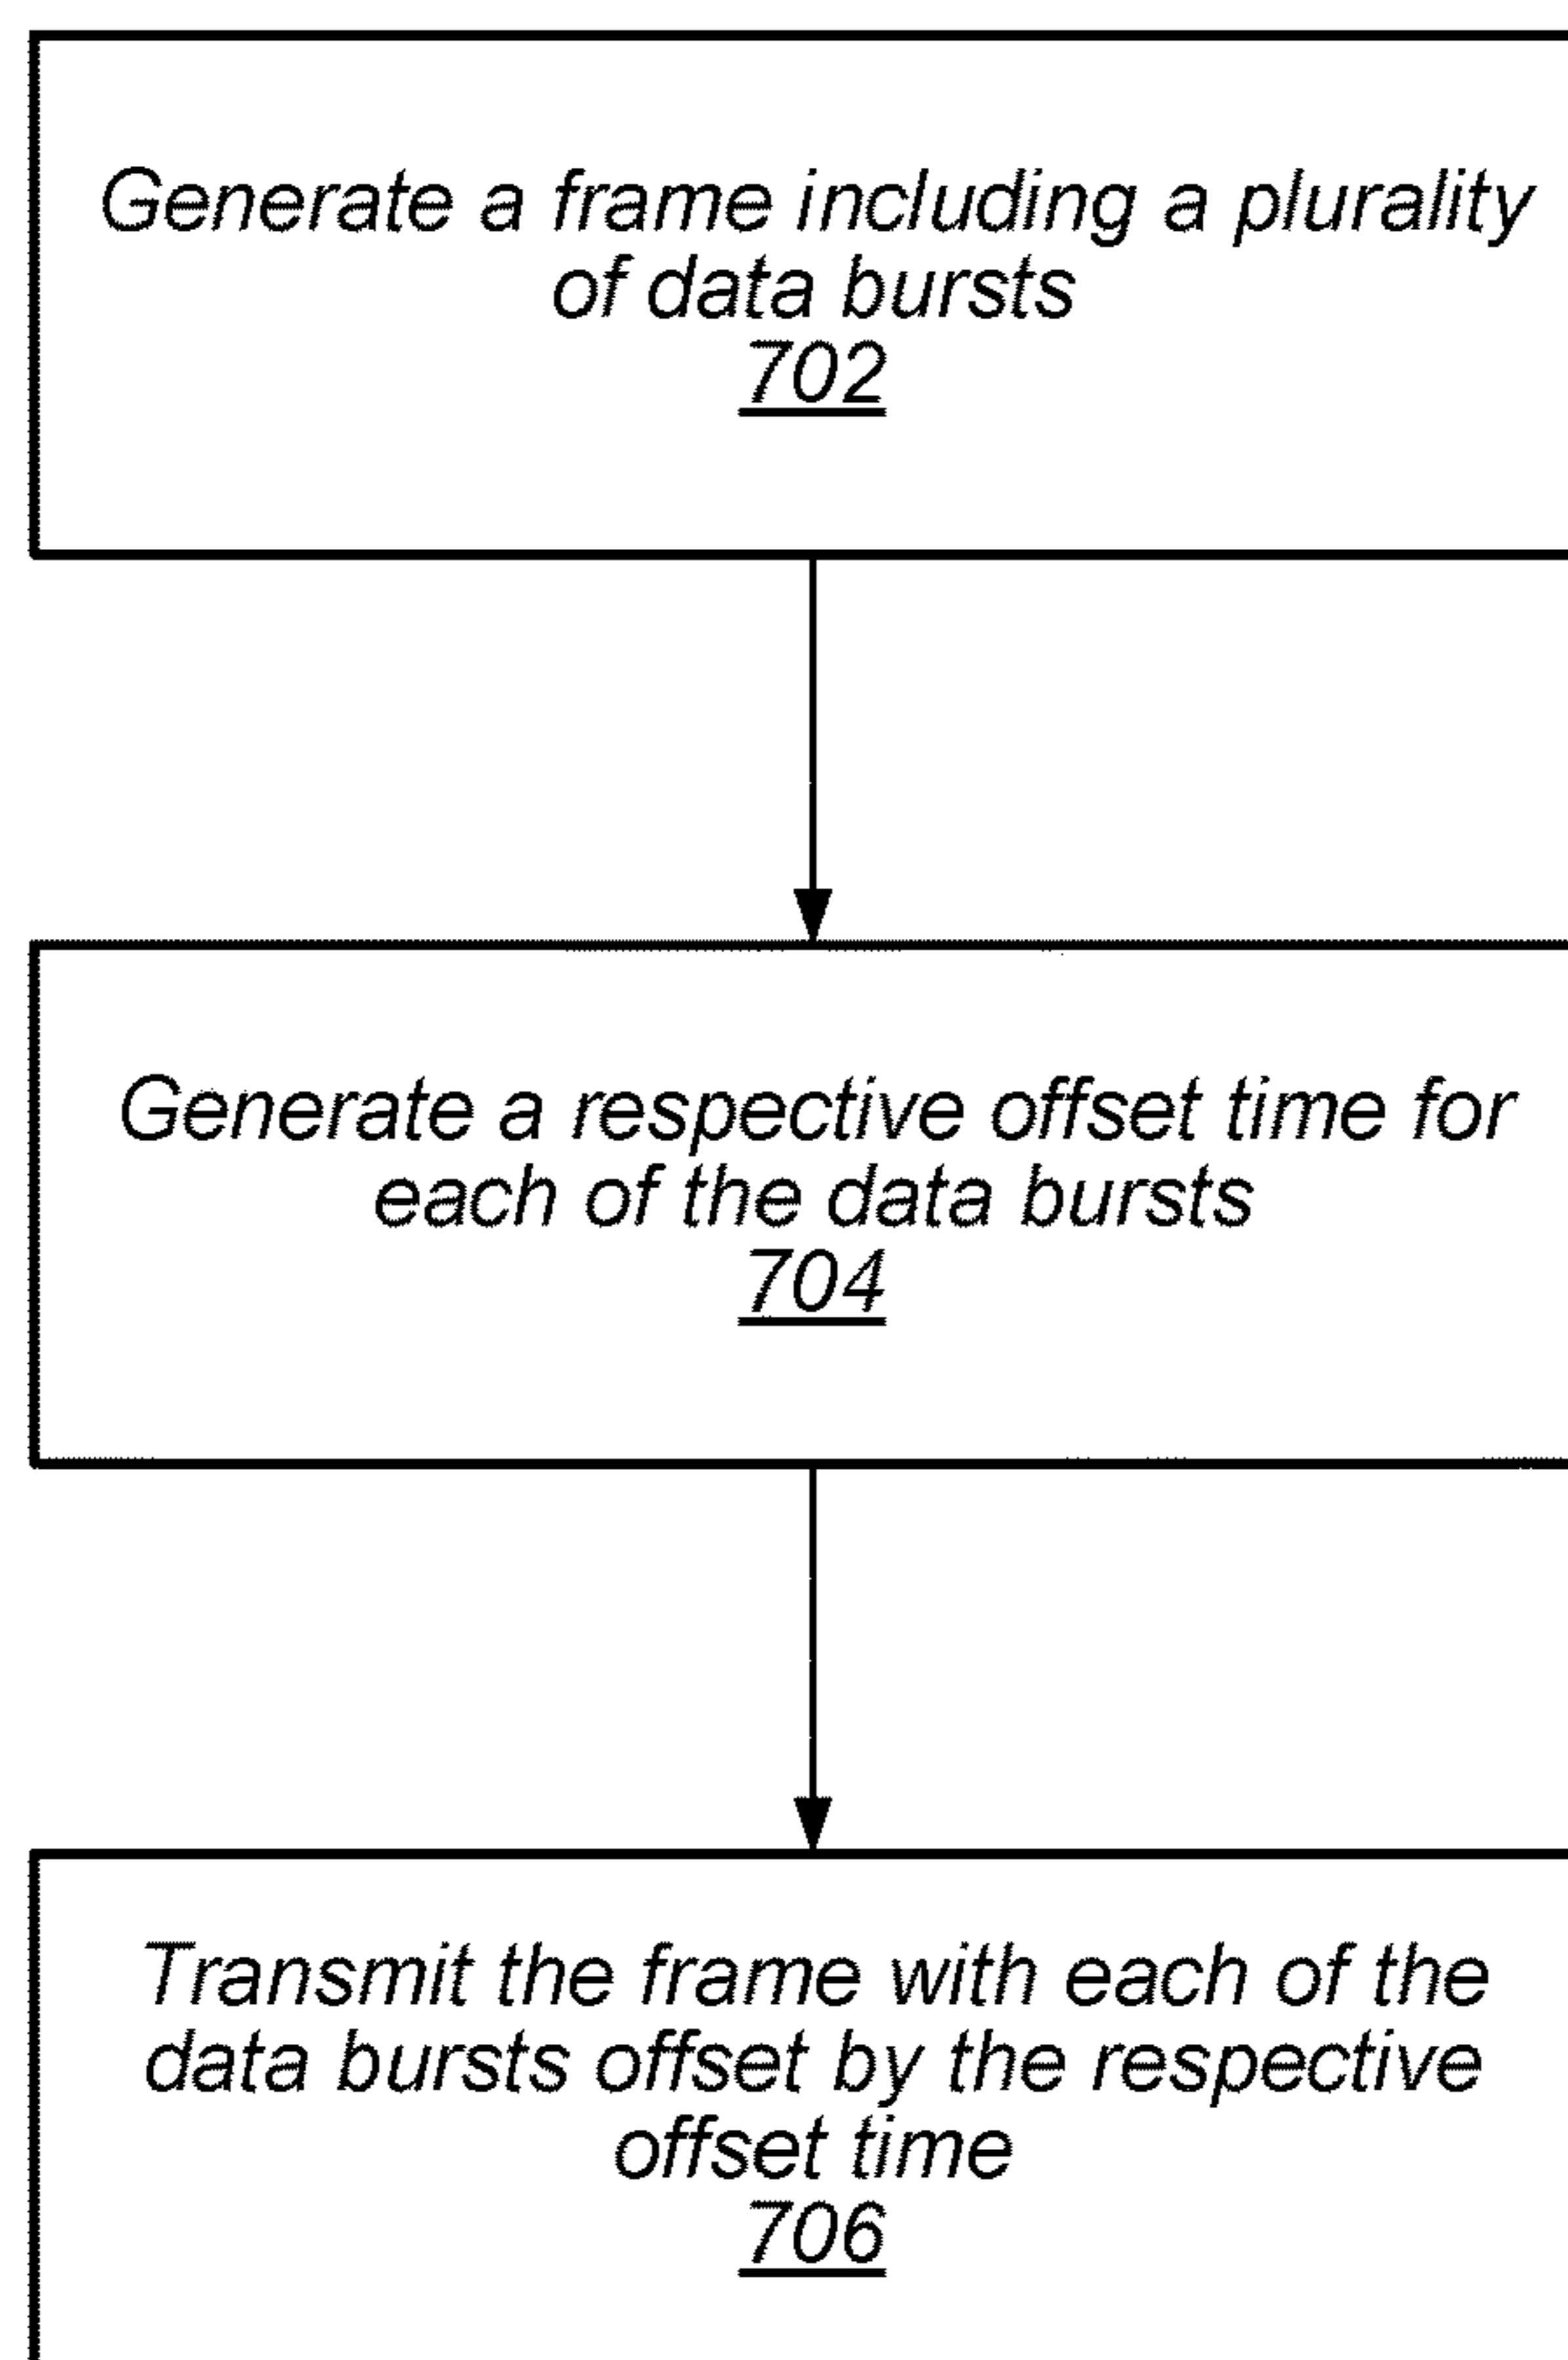 Generate a frame including a plurality
of data bursts
702
Generate a respective offset time for
each of the data bursts
704
Transmit the frame with each of the
data bursts offset by the respective
offset time
706